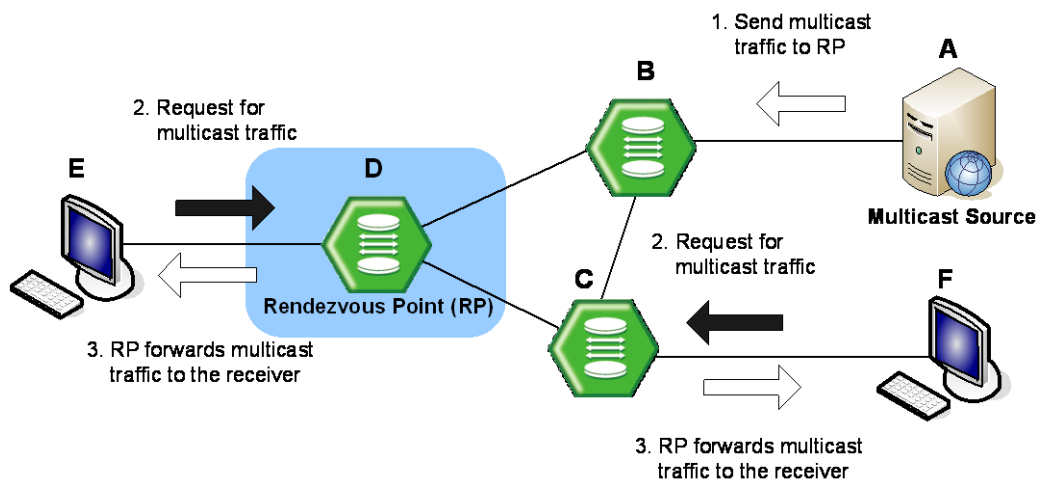 1. Send multicast
traffic to RP
A
B
2. Request for
multicast traffic
D
E
Multicast Source
2. Request for
multicast traffic
C
F
Rendezvous Point (RP)
3. RP forwards multicast
traffic to the receiver
3. RP forwards multicast
traffic to the receiver